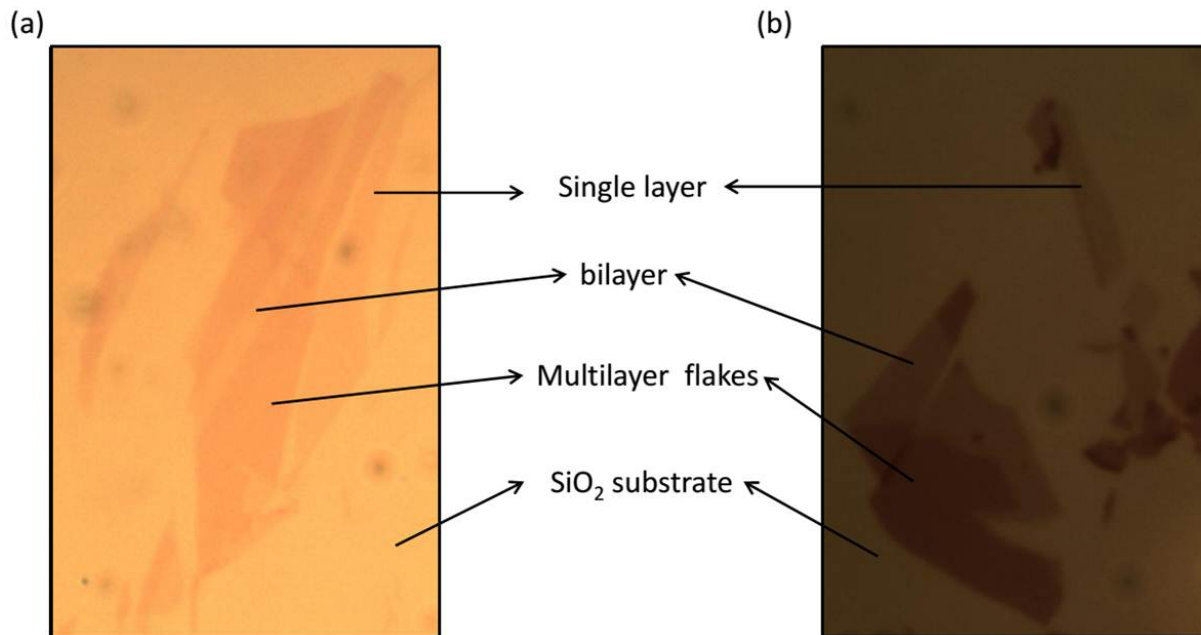 (a)
(b)
Single layer
bilayer
Multilayer flakes
SiO₂ substrate